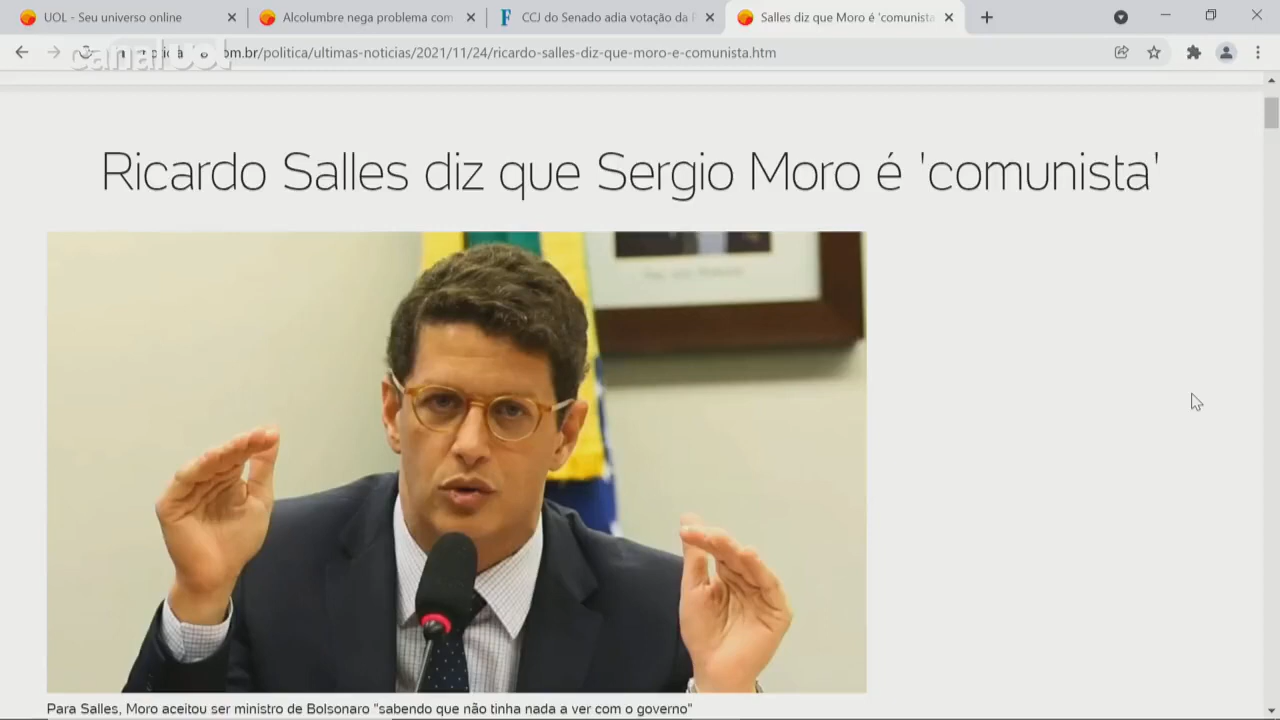 UOL - Seu universo online
Alcolumbre nega problema com
CCJ do Senado adia votação da
Salles diz que Moro é 'comunista
canal UOL
om.br/politica/ultimas-noticias/2021/11/24/ricardo-salles-diz-que-moro-e-comunista.htm
Ricardo Salles diz que Sergio Moro é 'comunista'
Para Salles, Moro aceitou ser ministro de Bolsonaro "sabendo que não tinha nada a ver com o governo"